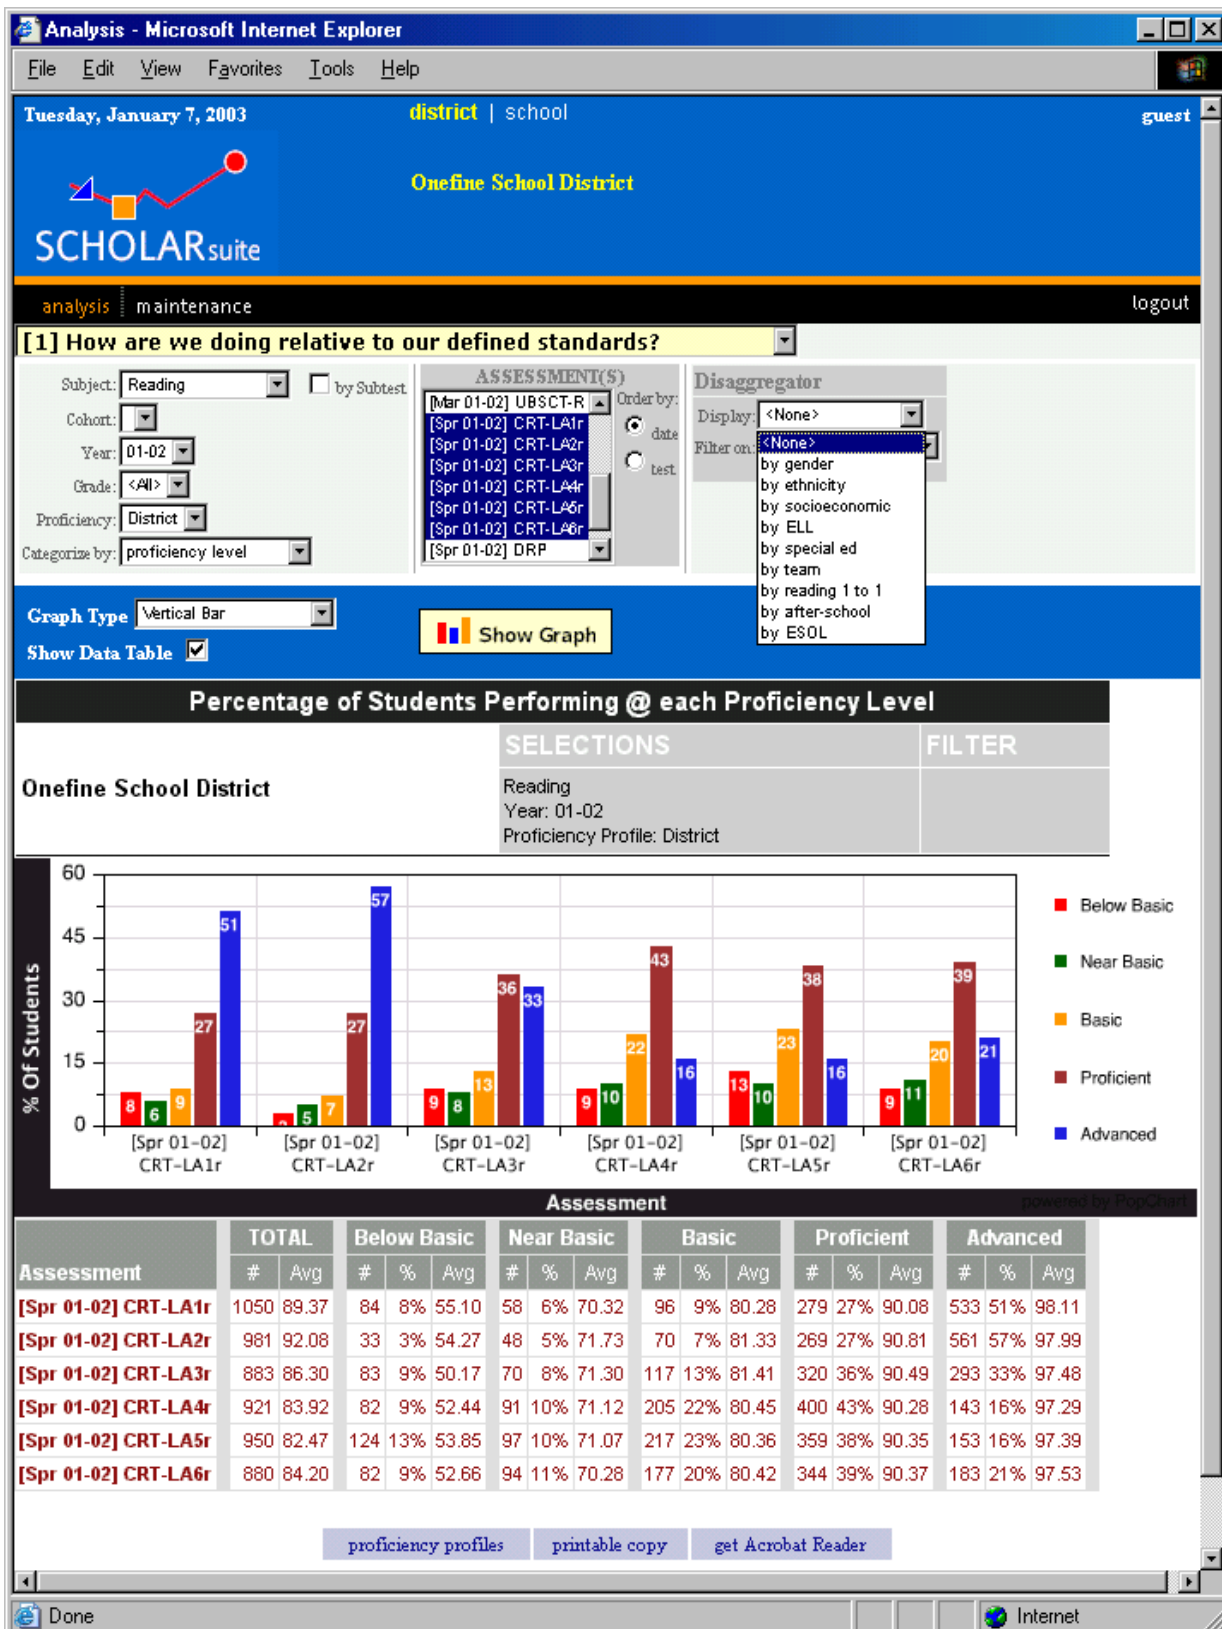 Analysis - Microsoft Internet Explorer
File Edit View Favorites Tools Help
Tuesday, January 7, 2003 district | school guest
Onefine School District
SCHOLARsuite
analysis maintenance logout
[1] How are we doing relative to our defined standards?
Subject: Reading by Subtest
Cohort:
Year: 01-02
Grade: <All>
Proficiency: District
Categorize by: proficiency level
ASSESSMENT(S)
[Mar 01-02] UBSCT-R
[Spr 01-02] CRT-LA1r
[Spr 01-02] CRT-LA2r
[Spr 01-02] CRT-LA3r
[Spr 01-02] CRT-LA4r
[Spr 01-02] CRT-LA5r
[Spr 01-02] CRT-LA6r
[Spr 01-02] DRP
Order by:
date
test
Disaggregator
Display: <None>
Filter on:
<None>
by gender
by ethnicity
by socioeconomic
by ELL
by special ed
by team
by reading 1 to 1
by after-school
by ESOL
Graph Type Vertical Bar
Show Data Table
Show Graph
Percentage of Students Performing @ each Proficiency Level
SELECTIONS FILTER
Onefine School District
Reading
Year: 01-02
Proficiency Profile: District
% Of Students
60
45
30
15
0
8 6 9 27 51
5 7 27 57
9 8 13 36 33
9 10 22 43 16
13 10 23 38 16
9 11 20 39 21
[Spr 01-02] [Spr 01-02] [Spr 01-02] [Spr 01-02] [Spr 01-02] [Spr 01-02]
CRT-LA1r CRT-LA2r CRT-LA3r CRT-LA4r CRT-LA5r CRT-LA6r
Below Basic
Near Basic
Basic
Proficient
Advanced
Assessment powered by PopChart
TOTAL Below Basic Near Basic Basic Proficient Advanced
Assessment # Avg # % Avg # % Avg # % Avg # % Avg # % Avg
[Spr 01-02] CRT-LA1r 1050 89.37 84 8% 55.10 58 6% 70.32 96 9% 80.28 279 27% 90.08 533 51% 98.11
[Spr 01-02] CRT-LA2r 981 92.08 33 3% 54.27 48 5% 71.73 70 7% 81.33 269 27% 90.81 561 57% 97.99
[Spr 01-02] CRT-LA3r 883 86.30 83 9% 50.17 70 8% 71.30 117 13% 81.41 320 36% 90.49 293 33% 97.48
[Spr 01-02] CRT-LA4r 921 83.92 82 9% 52.44 91 10% 71.12 205 22% 80.45 400 43% 90.28 143 16% 97.29
[Spr 01-02] CRT-LA5r 950 82.47 124 13% 53.85 97 10% 71.07 217 23% 80.36 359 38% 90.35 153 16% 97.39
[Spr 01-02] CRT-LA6r 880 84.20 82 9% 52.66 94 11% 70.28 177 20% 80.42 344 39% 90.37 183 21% 97.53
proficiency profiles printable copy get Acrobat Reader
Done Internet